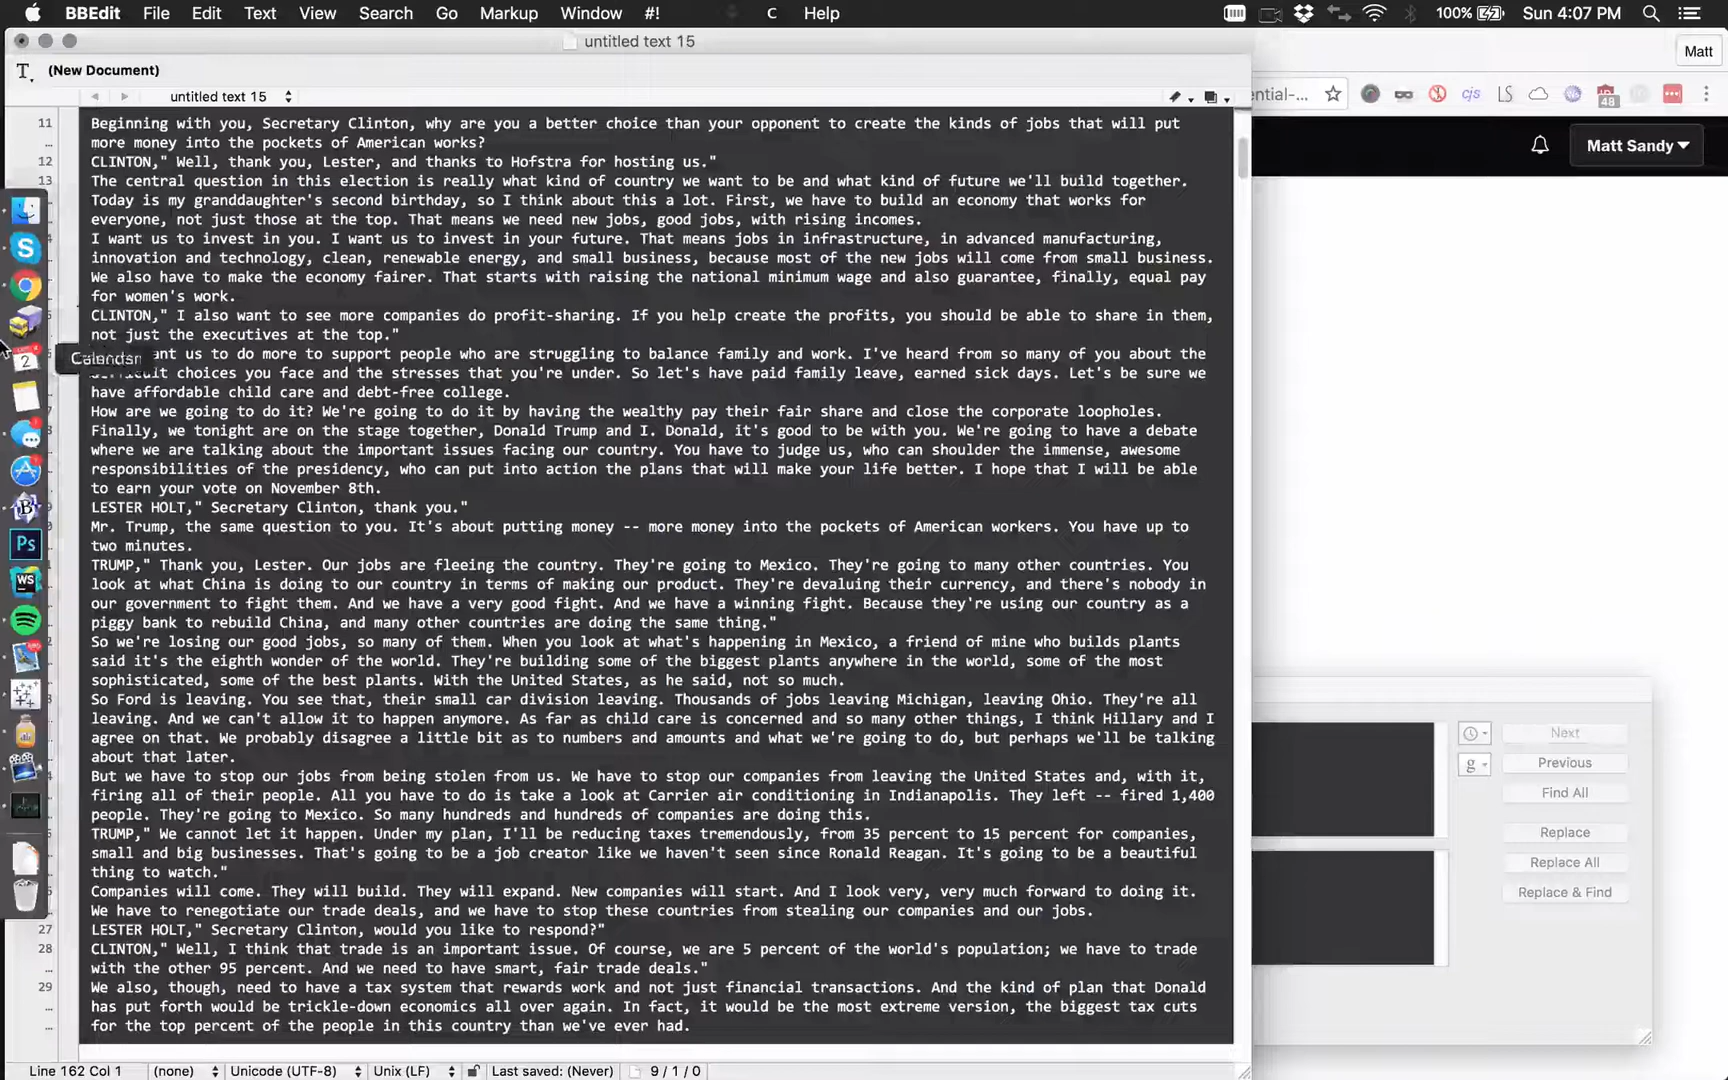 BBEdit File Edit Text View Search Go Markup Window #! C Help 100% Sun 4:07 PM
untitled text 15
Matt
(New Document)
untitled text 15
ential-...
cjs LS 48
Matt Sandy
11 Beginning with you, Secretary Clinton, why are you a better choice than your opponent to create the kinds of jobs that will put
more money into the pockets of American works?
12 CLINTON," Well, thank you, Lester, and thanks to Hofstra for hosting us."
13 The central question in this election is really what kind of country we want to be and what kind of future we'll build together.
Today is my granddaughter's second birthday, so I think about this a lot. First, we have to build an economy that works for
everyone, not just those at the top. That means we need new jobs, good jobs, with rising incomes.
I want us to invest in you. I want us to invest in your future. That means jobs in infrastructure, in advanced manufacturing,
innovation and technology, clean, renewable energy, and small business, because most of the new jobs will come from small business.
We also have to make the economy fairer. That starts with raising the national minimum wage and also guarantee, finally, equal pay
for women's work.
CLINTON," I also want to see more companies do profit-sharing. If you help create the profits, you should be able to share in them,
not just the executives at the top."
Calendar
ant us to do more to support people who are struggling to balance family and work. I've heard from so many of you about the
choices you face and the stresses that you're under. So let's have paid family leave, earned sick days. Let's be sure we
have affordable child care and debt-free college.
How are we going to do it? We're going to do it by having the wealthy pay their fair share and close the corporate loopholes.
Finally, we tonight are on the stage together, Donald Trump and I. Donald, it's good to be with you. We're going to have a debate
where we are talking about the important issues facing our country. You have to judge us, who can shoulder the immense, awesome
responsibilities of the presidency, who can put into action the plans that will make your life better. I hope that I will be able
to earn your vote on November 8th.
LESTER HOLT," Secretary Clinton, thank you."
Mr. Trump, the same question to you. It's about putting money -- more money into the pockets of American workers. You have up to
two minutes.
TRUMP," Thank you, Lester. Our jobs are fleeing the country. They're going to Mexico. They're going to many other countries. You
look at what China is doing to our country in terms of making our product. They're devaluing their currency, and there's nobody in
our government to fight them. And we have a very good fight. And we have a winning fight. Because they're using our country as a
piggy bank to rebuild China, and many other countries are doing the same thing."
So we're losing our good jobs, so many of them. When you look at what's happening in Mexico, a friend of mine who builds plants
said it's the eighth wonder of the world. They're building some of the biggest plants anywhere in the world, some of the most
sophisticated, some of the best plants. With the United States, as he said, not so much.
So Ford is leaving. You see that, their small car division leaving. Thousands of jobs leaving Michigan, leaving Ohio. They're all
leaving. And we can't allow it to happen anymore. As far as child care is concerned and so many other things, I think Hillary and I
agree on that. We probably disagree a little bit as to numbers and amounts and what we're going to do, but perhaps we'll be talking
about that later.
But we have to stop our jobs from being stolen from us. We have to stop our companies from leaving the United States and, with it,
firing all of their people. All you have to do is take a look at Carrier air conditioning in Indianapolis. They left -- fired 1,400
people. They're going to Mexico. So many hundreds and hundreds of companies are doing this.
TRUMP," We cannot let it happen. Under my plan, I'll be reducing taxes tremendously, from 35 percent to 15 percent for companies,
small and big businesses. That's going to be a job creator like we haven't seen since Ronald Reagan. It's going to be a beautiful
thing to watch."
Companies will come. They will build. They will expand. New companies will start. And I look very, very much forward to doing it.
We have to renegotiate our trade deals, and we have to stop these countries from stealing our companies and our jobs.
27 LESTER HOLT," Secretary Clinton, would you like to respond?"
28 CLINTON," Well, I think that trade is an important issue. Of course, we are 5 percent of the world's population; we have to trade
with the other 95 percent. And we need to have smart, fair trade deals."
29 We also, though, need to have a tax system that rewards work and not just financial transactions. And the kind of plan that Donald
has put forth would be trickle-down economics all over again. In fact, it would be the most extreme version, the biggest tax cuts
for the top percent of the people in this country than we've ever had.
2
Ps
WS
g
Next
Previous
Find All
Replace
Replace All
Replace & Find
Line 162 Col 1 (none) Unicode (UTF-8) Unix (LF) Last saved: (Never) 9 / 1 / 0